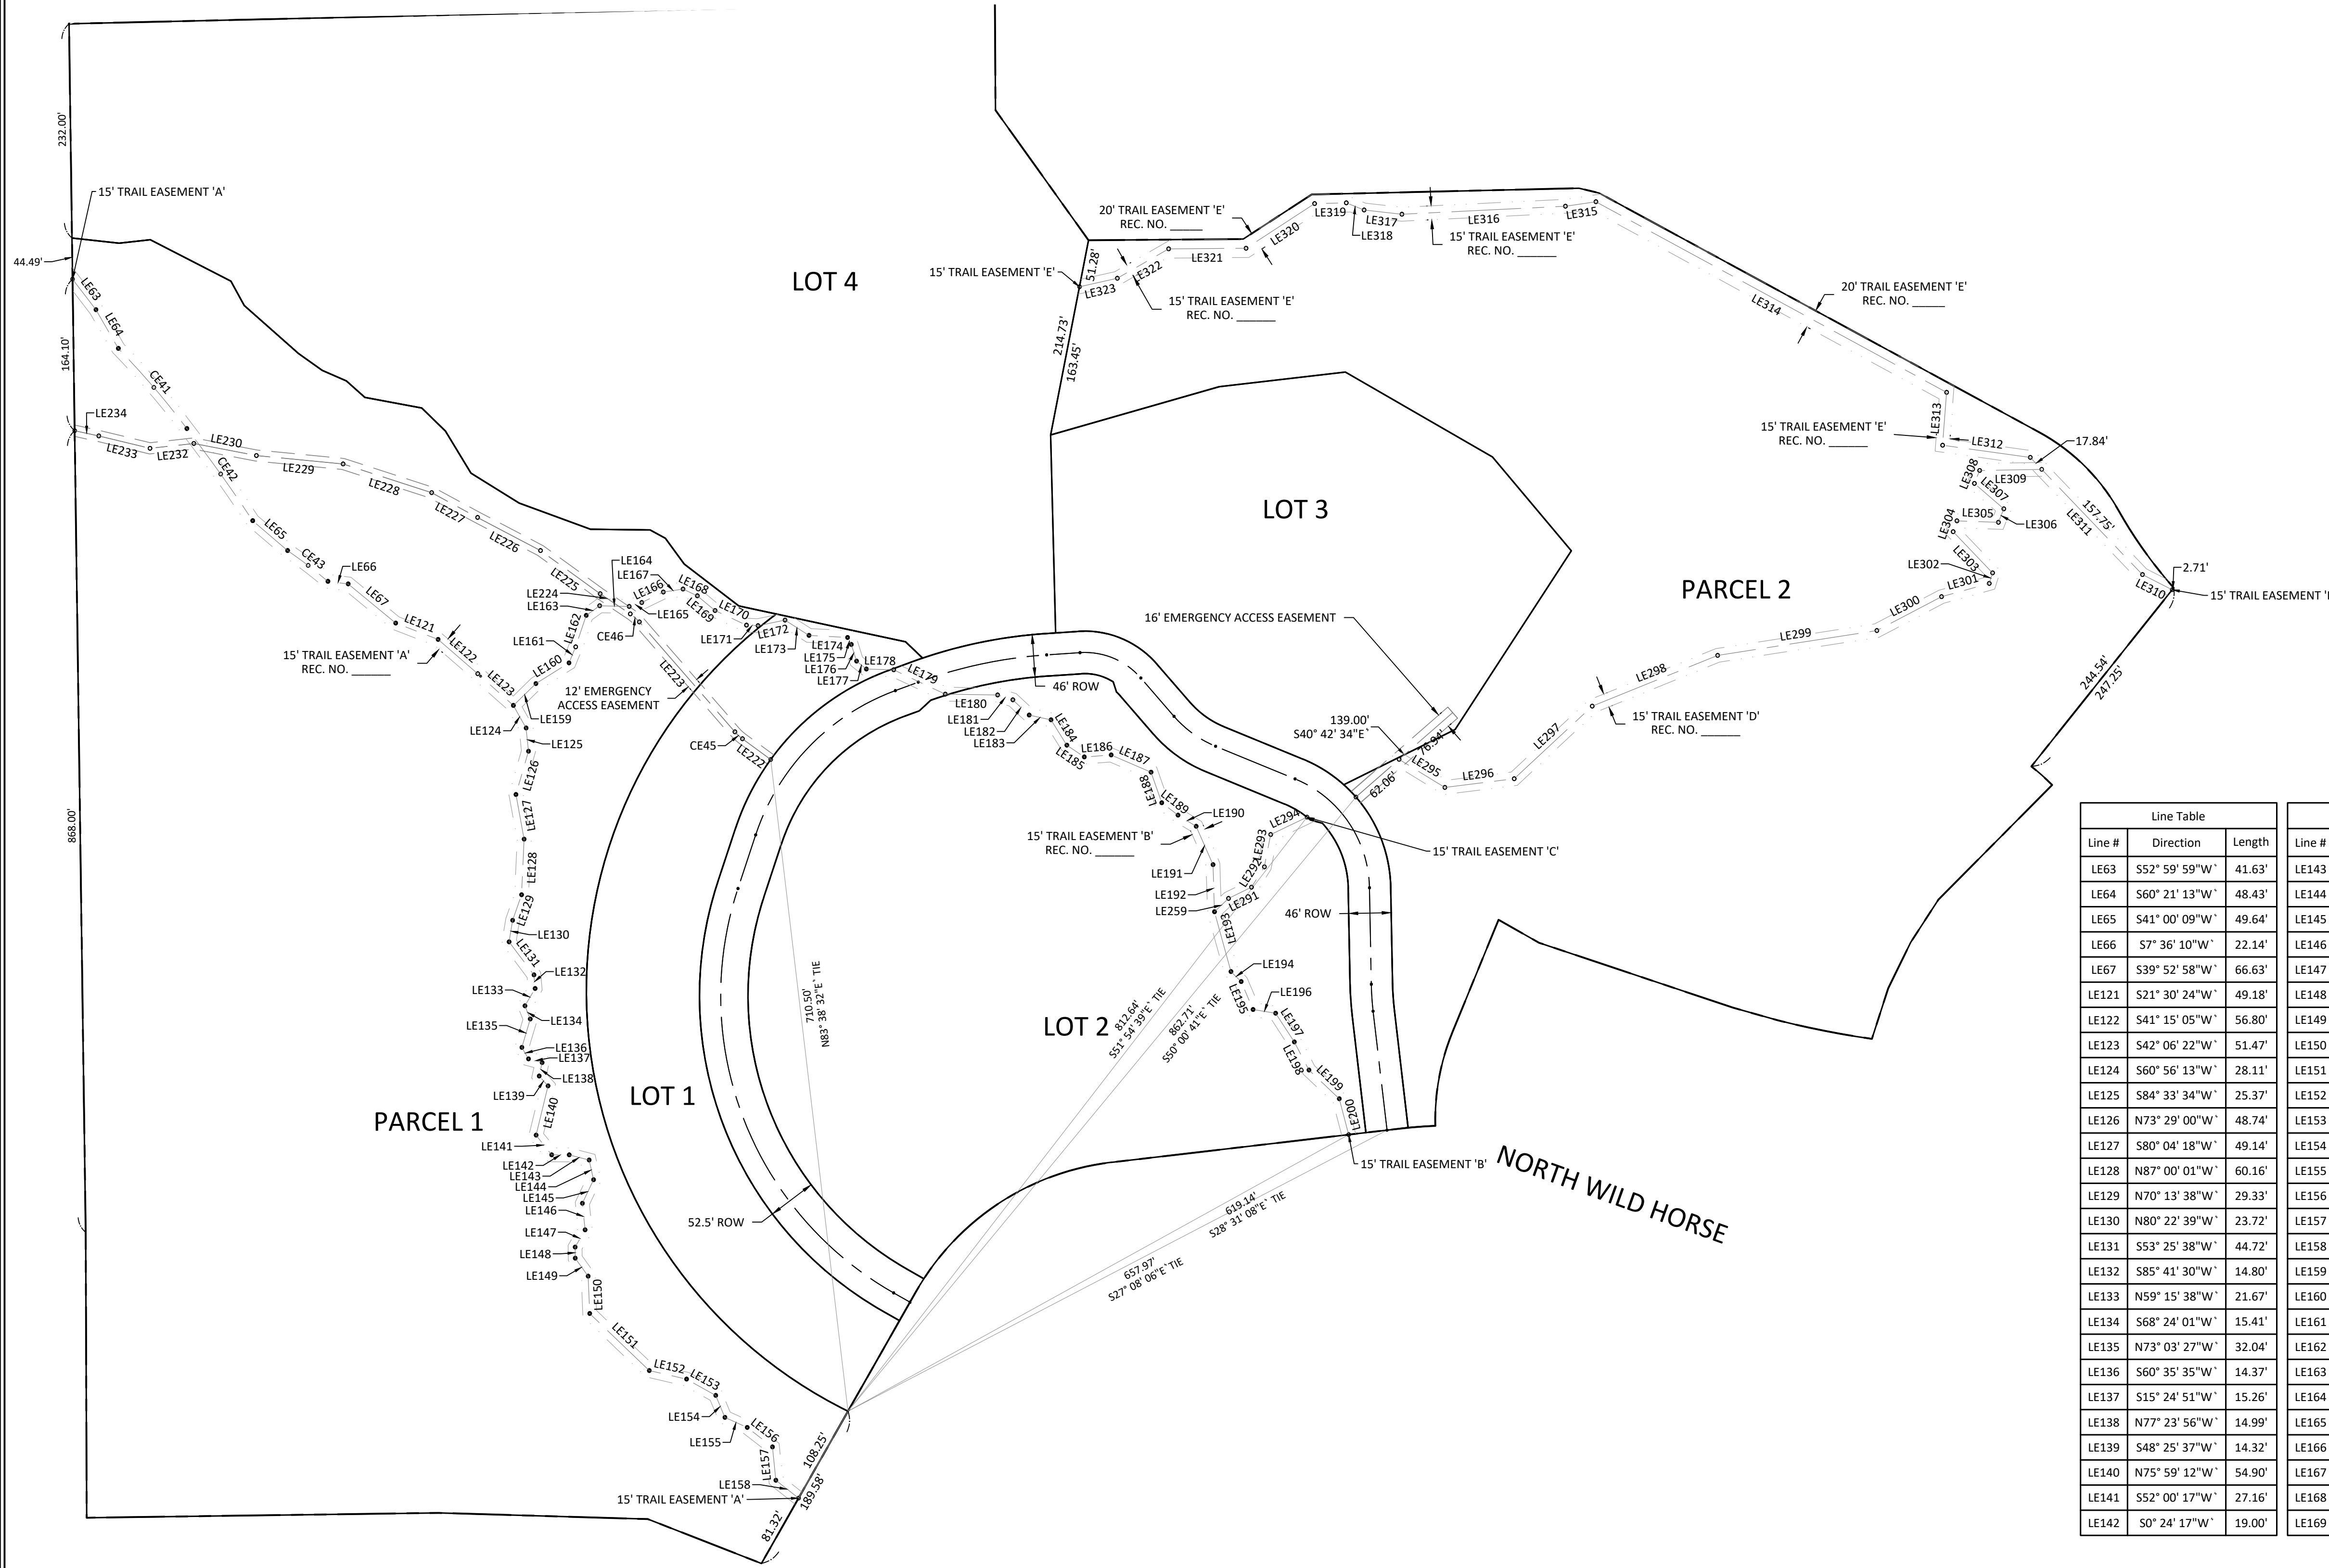 232.00'
15' TRAIL EASEMENT 'A'
44.49'
LE63
LE64
164.10'
CE41
LE234
LE233
LE232
LE230
CE42
LE229
LE228
LE227
LE226
LE225
LE65
CE43
LE66
LE67
LE121
LE122
15' TRAIL EASEMENT 'A'
REC. NO. ______
LE123
LE124
LE159
LE125
LE126
LE127
LE128
LE129
LE130
LE131
LE132
LE133
LE134
LE135
LE136
LE137
LE138
LE139
LE140
LE141
LE142
LE143
LE144
LE145
LE146
LE147
LE148
LE149
LE150
LE151
LE152
LE153
LE154
LE155
LE156
LE157
LE158
15' TRAIL EASEMENT 'A'
81.32'
108.25'
189.58'
868.00'
PARCEL 1
LE160
LE161
LE162
LE163
LE224
LE164
LE167
LE166
LE165
CE46
LE168
LE169
LE170
LE171
LE172
LE173
LE174
LE175
LE176
LE177
LE178
LE179
LE223
12' EMERGENCY
ACCESS EASEMENT
CE45
LE222
LOT 4
LOT 1
52.5' ROW
710.50'
N83° 38' 32"E` TIE
46' ROW
LE180
LE181
LE182
LE183
LE184
LE185
LE186
LE187
LE188
LE189
LE190
15' TRAIL EASEMENT 'B'
REC. NO. ______
LE191
LE192
LE259
LE193
LE291
LE292
LE293
LE294
15' TRAIL EASEMENT 'C'
LE194
LE195
LE196
LE197
LE198
LE199
LE200
15' TRAIL EASEMENT 'B'
LOT 2
46' ROW
812.64'
S51° 54' 39"E` TIE
862.71'
S50° 00' 41"E` TIE
619.14'
S28° 31' 08"E` TIE
657.97'
S27° 08' 06"E` TIE
NORTH WILD HORSE
LOT 3
20' TRAIL EASEMENT 'E'
REC. NO. _____
15' TRAIL EASEMENT 'E'
51.28'
214.73'
163.45'
LE323
LE322
LE321
LE320
LE319
LE318
LE317
LE316
LE315
15' TRAIL EASEMENT 'E'
REC. NO. ______
15' TRAIL EASEMENT 'E'
REC. NO. ______
20' TRAIL EASEMENT 'E'
REC. NO. _____
LE314
LE313
15' TRAIL EASEMENT 'E'
REC. NO. ______
LE312
17.84'
LE308
LE309
LE307
LE306
LE305
LE304
LE311
157.75'
LE303
LE302
LE301
LE310
2.71'
15' TRAIL EASEMENT
LE300
LE299
LE298
LE297
LE296
LE295
15' TRAIL EASEMENT 'D'
REC. NO. ______
PARCEL 2
16' EMERGENCY ACCESS EASEMENT
139.00'
S40° 42' 34"E`
76.94'
62.06'
244.54'
247.25'
Line Table
Line # Direction Length Line #
LE63 S52° 59' 59"W` 41.63' LE143
LE64 S60° 21' 13"W` 48.43' LE144
LE65 S41° 00' 09"W` 49.64' LE145
LE66 S7° 36' 10"W` 22.14' LE146
LE67 S39° 52' 58"W` 66.63' LE147
LE121 S21° 30' 24"W` 49.18' LE148
LE122 S41° 15' 05"W` 56.80' LE149
LE123 S42° 06' 22"W` 51.47' LE150
LE124 S60° 56' 13"W` 28.11' LE151
LE125 S84° 33' 34"W` 25.37' LE152
LE126 N73° 29' 00"W` 48.74' LE153
LE127 S80° 04' 18"W` 49.14' LE154
LE128 N87° 00' 01"W` 60.16' LE155
LE129 N70° 13' 38"W` 29.33' LE156
LE130 N80° 22' 39"W` 23.72' LE157
LE131 S53° 25' 38"W` 44.72' LE158
LE132 S85° 41' 30"W` 14.80' LE159
LE133 N59° 15' 38"W` 21.67' LE160
LE134 S68° 24' 01"W` 15.41' LE161
LE135 N73° 03' 27"W` 32.04' LE162
LE136 S60° 35' 35"W` 14.37' LE163
LE137 S15° 24' 51"W` 15.26' LE164
LE138 N77° 23' 56"W` 14.99' LE165
LE139 S48° 25' 37"W` 14.32' LE166
LE140 N75° 59' 12"W` 54.90' LE167
LE141 S52° 00' 17"W` 27.16' LE168
LE142 S0° 24' 17"W` 19.00' LE169